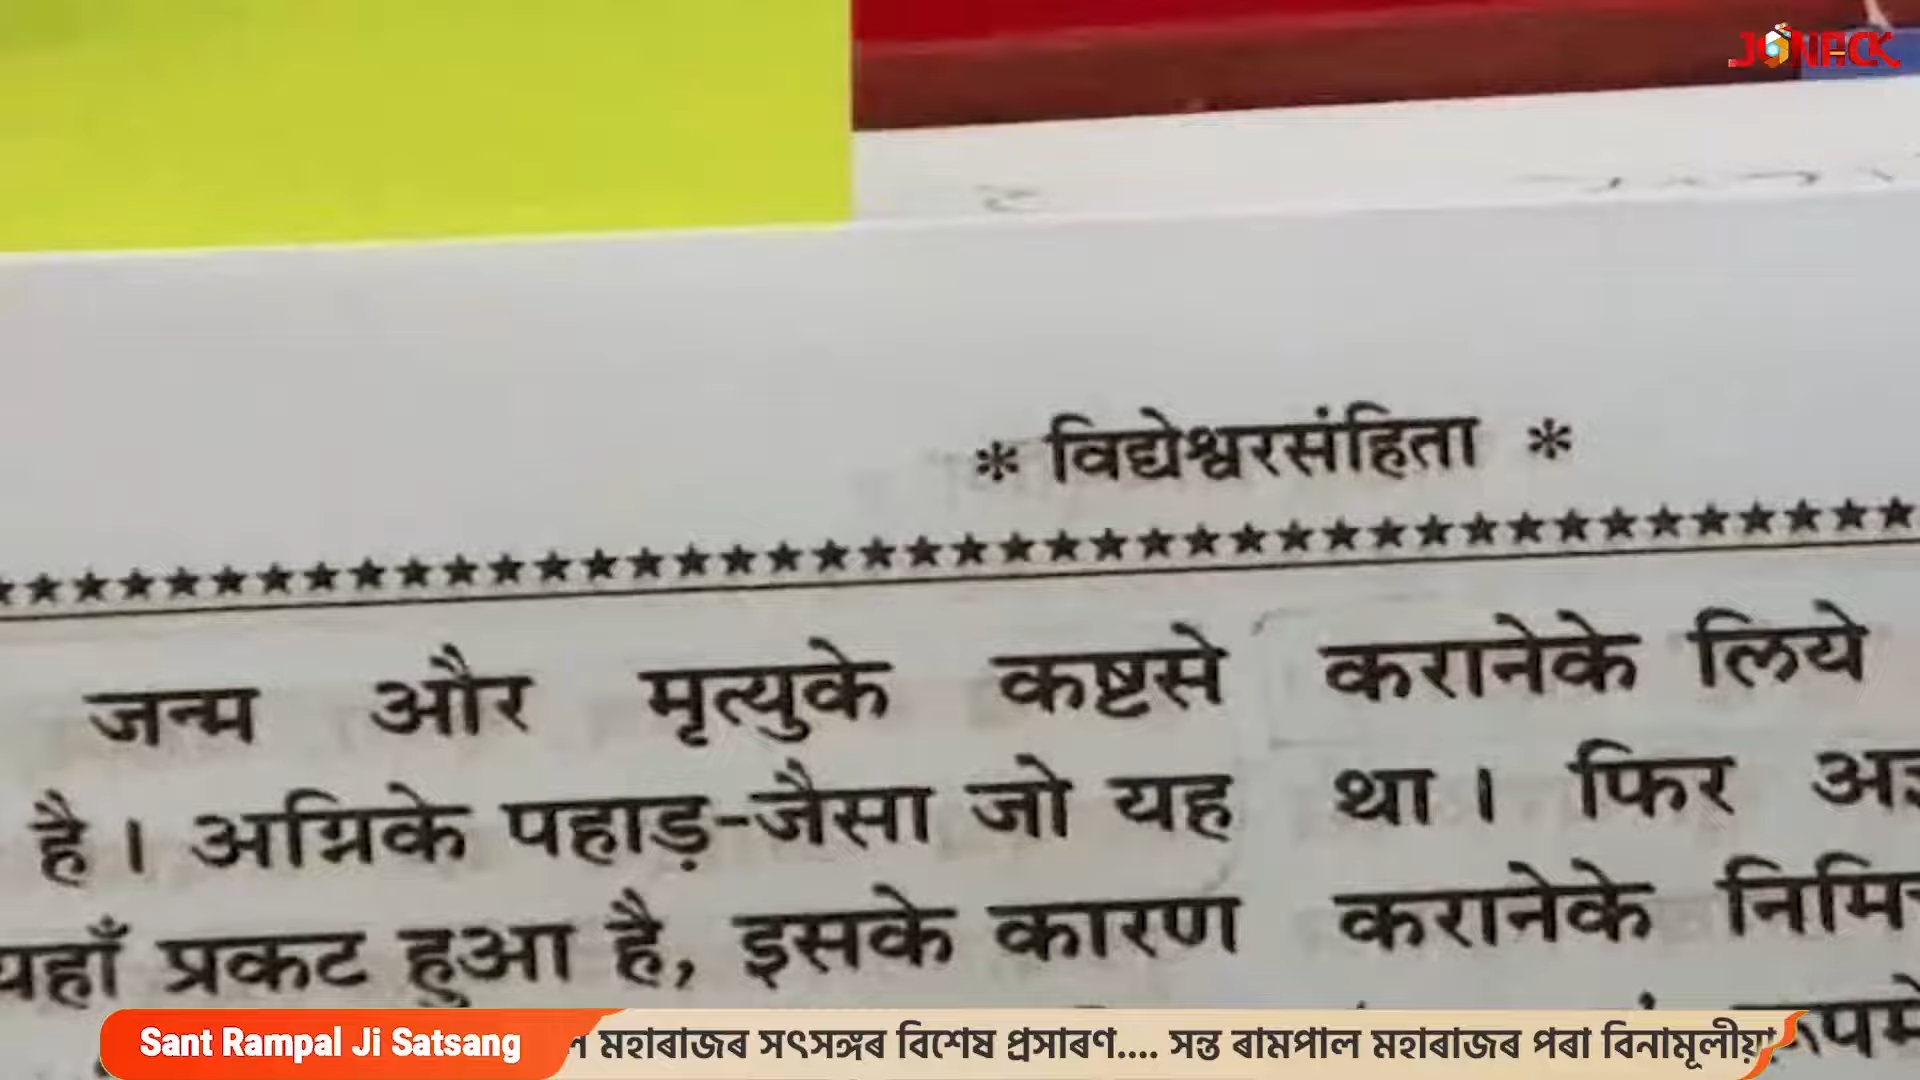 JONACK
* विद्येश्वरसंहिता *
जन्म और मृत्युके कष्टसे
है। अग्निके पहाड़-जैसा जो यह
यहाँ प्रकट हुआ है, इसके कारण
करानेके लिये
था। फिर
करानेके
Sant Rampal Ji Satsang
মহাৰাজৰ সৎসঙ্গৰ বিশেষ প্ৰসাৰণ.... সন্ত ৰামপাল মহাৰাজৰ পৰা বিনামূলীয়া